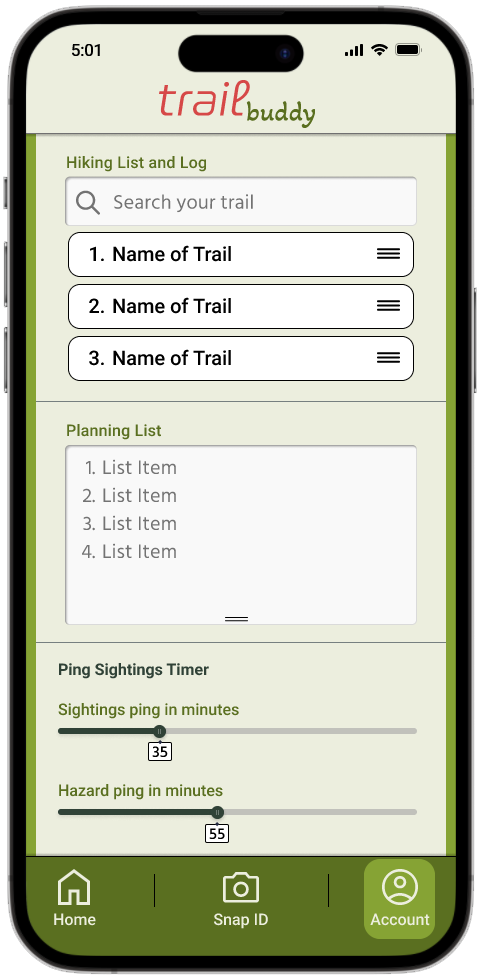 5:01
trail
buddy
Hiking List and Log
Search your trail
1. Name of Trail
2. Name of Trail
3. Name of Trail
Planning List
1. List Item
2. List Item
3. List Item
4. List Item
Ping Sightings Timer
Sightings ping in minutes
35
Hazard ping in minutes
55
Home
Snap ID
Account